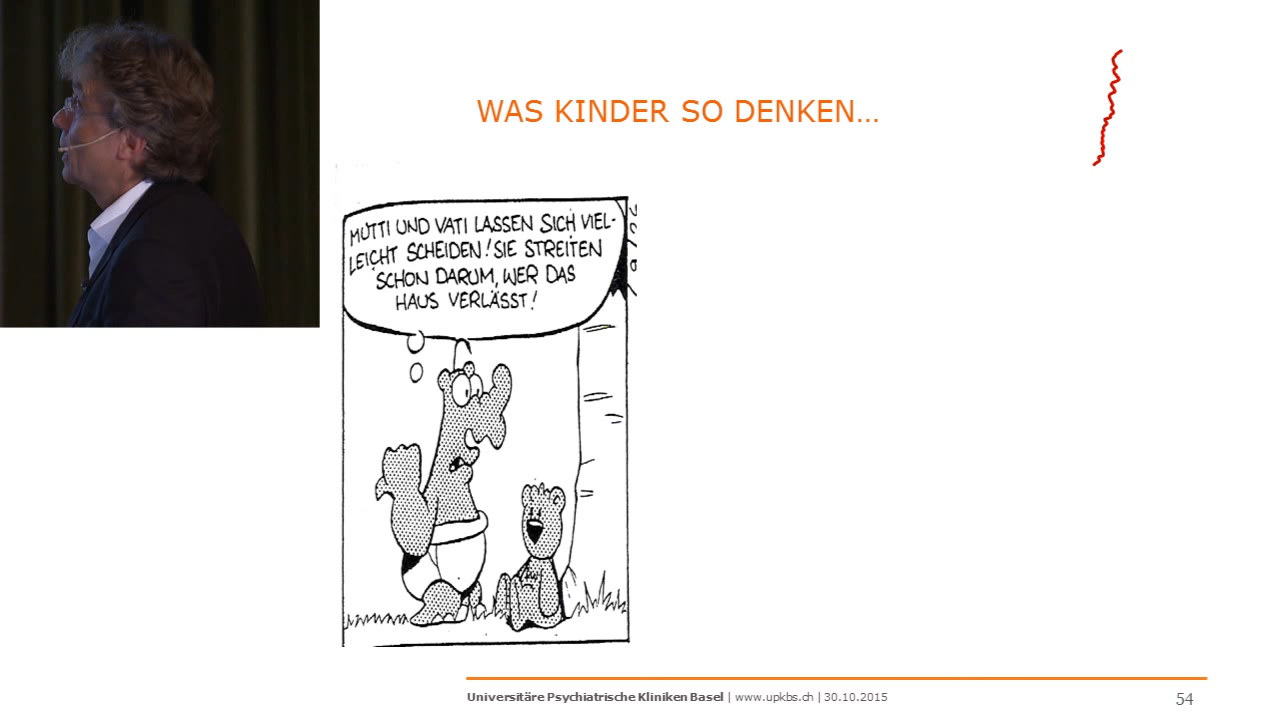 WAS KINDER SO DENKEN…
MUTTI UND VATI LASSEN SICH VIEL-
LEICHT SCHEIDEN! SIE STREITEN
SCHON DARUM, WER DAS
HAUS VERLÄSST!
Universitäre Psychiatrische Kliniken Basel | www.upkbs.ch | 30.10.2015
54